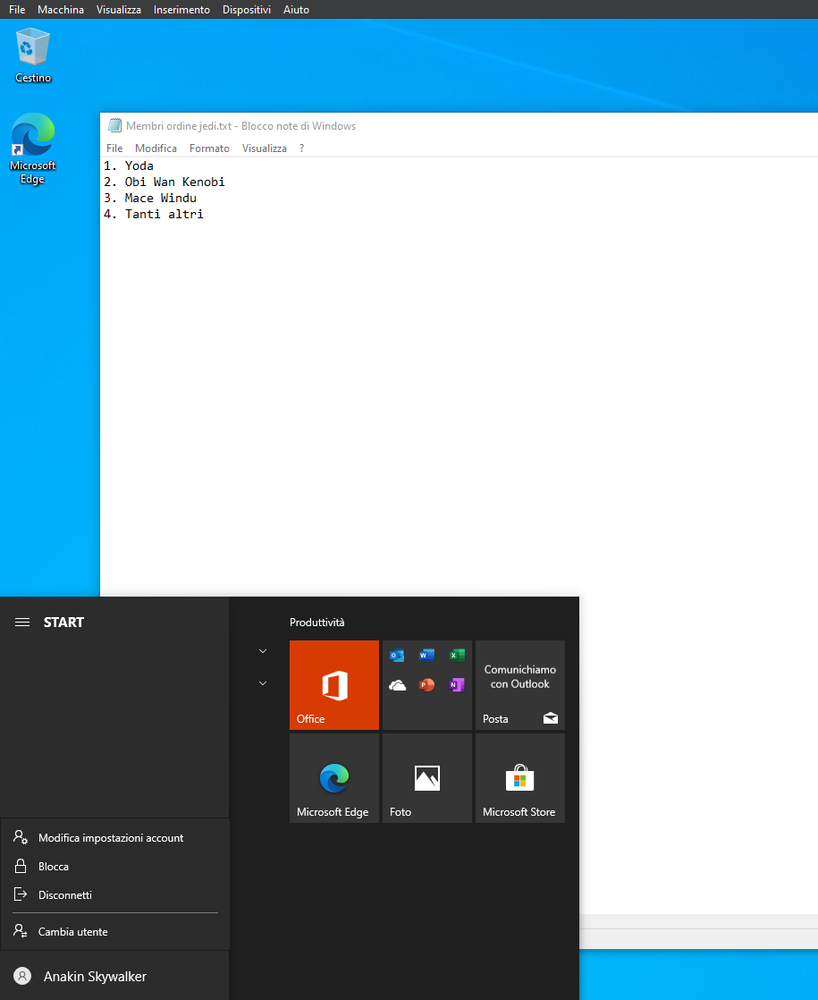 File Macchina Visualizza Inserimento Dispositivi Aiuto
Cestino
Microsoft
Edge
Membri ordine jedi.txt - Blocco note di Windows
File Modifica Formato Visualizza ?
1. Yoda
2. Obi Wan Kenobi
3. Mace Windu
4. Tanti altri
START
Produttività
Office
Comunichiamo
con Outlook
Posta
Microsoft Edge
Foto
Microsoft Store
Modifica impostazioni account
Blocca
Disconnetti
Cambia utente
Anakin Skywalker